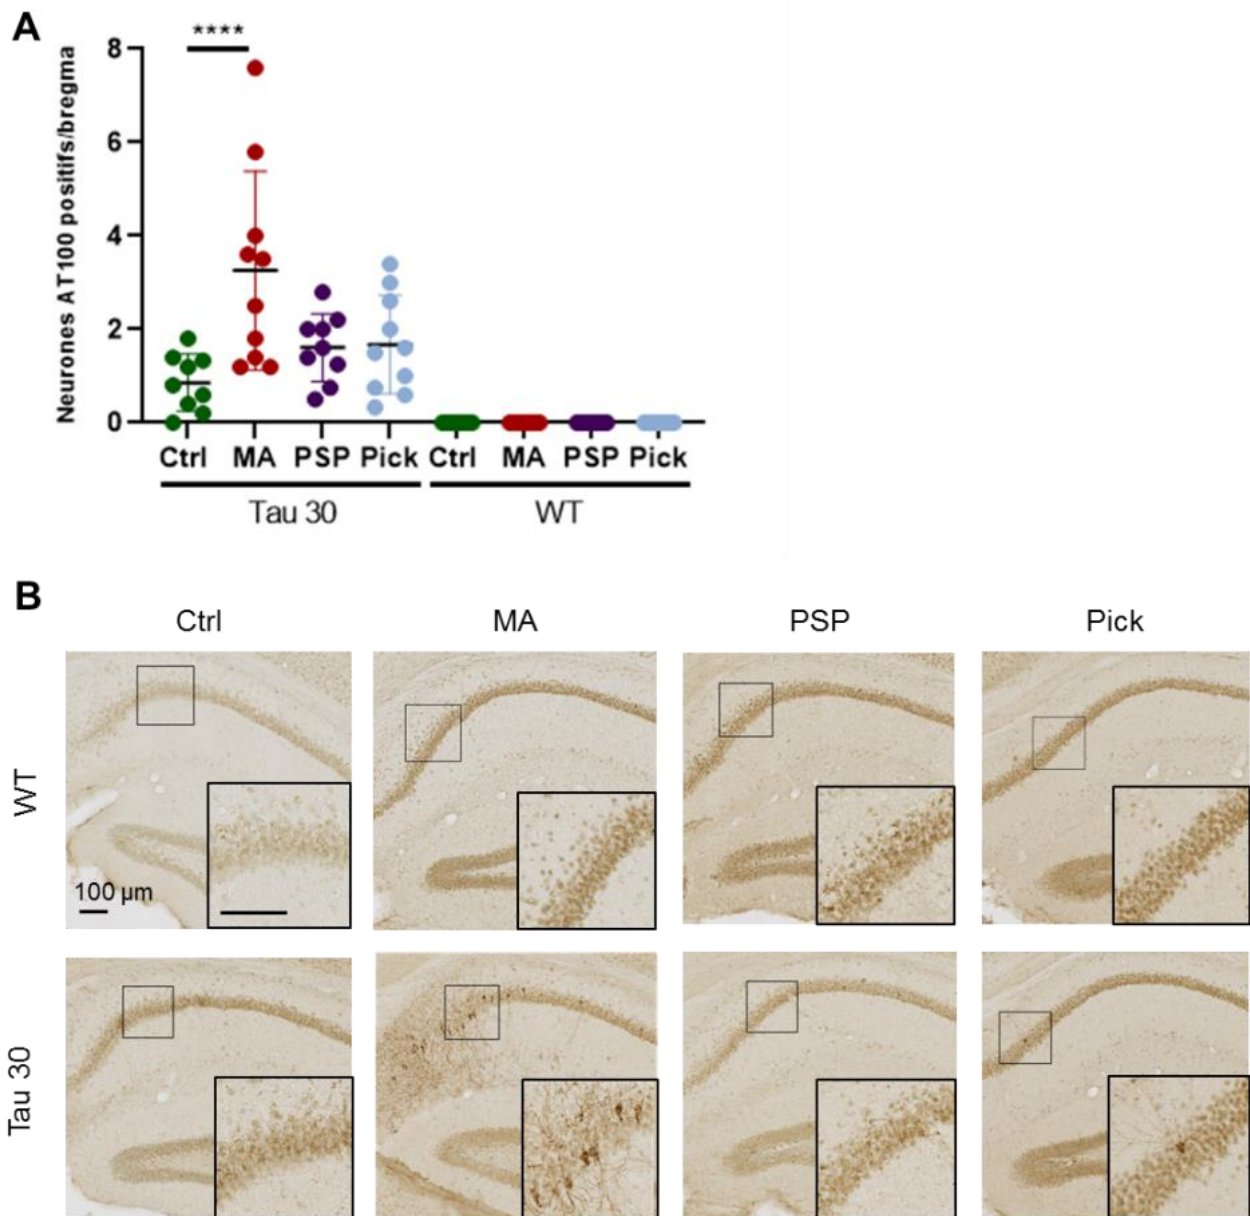 A
****
Neurones AT100 positifs/bregma
8
6
4
2
0
Ctrl MA PSP Pick Ctrl MA PSP Pick
Tau 30 WT
B
Ctrl MA PSP Pick
WT
100 µm
Tau 30